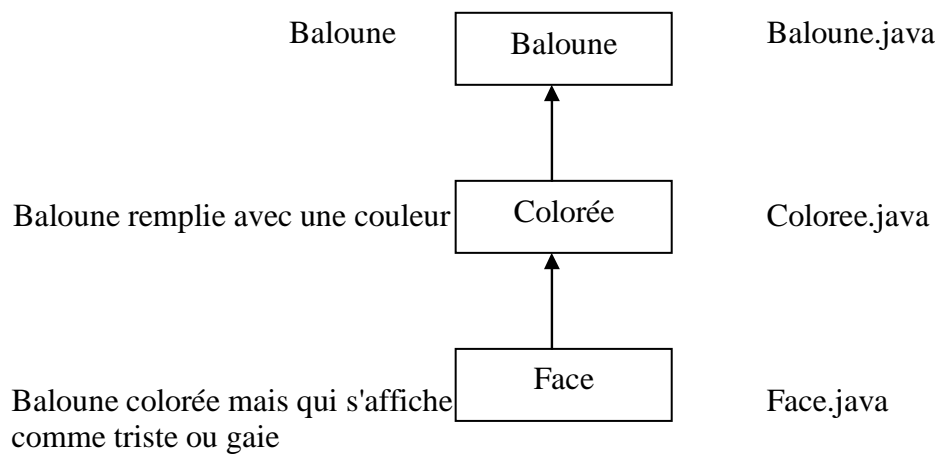 Baloune Baloune Baloune.java
Baloune remplie avec une couleur Colorée Coloree.java
Face
Baloune colorée mais qui s'affiche Face.java
comme triste ou gaie